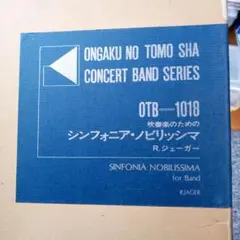 ONGAKU NO TOMO SHA
CONCERT BAND SERIES
OTB—1018
吹奏楽のための
シンフォニア・ノビリッシマ
R.ジェーガー
SINFONIA NOBILISSIMA
for Band
R.JAGER